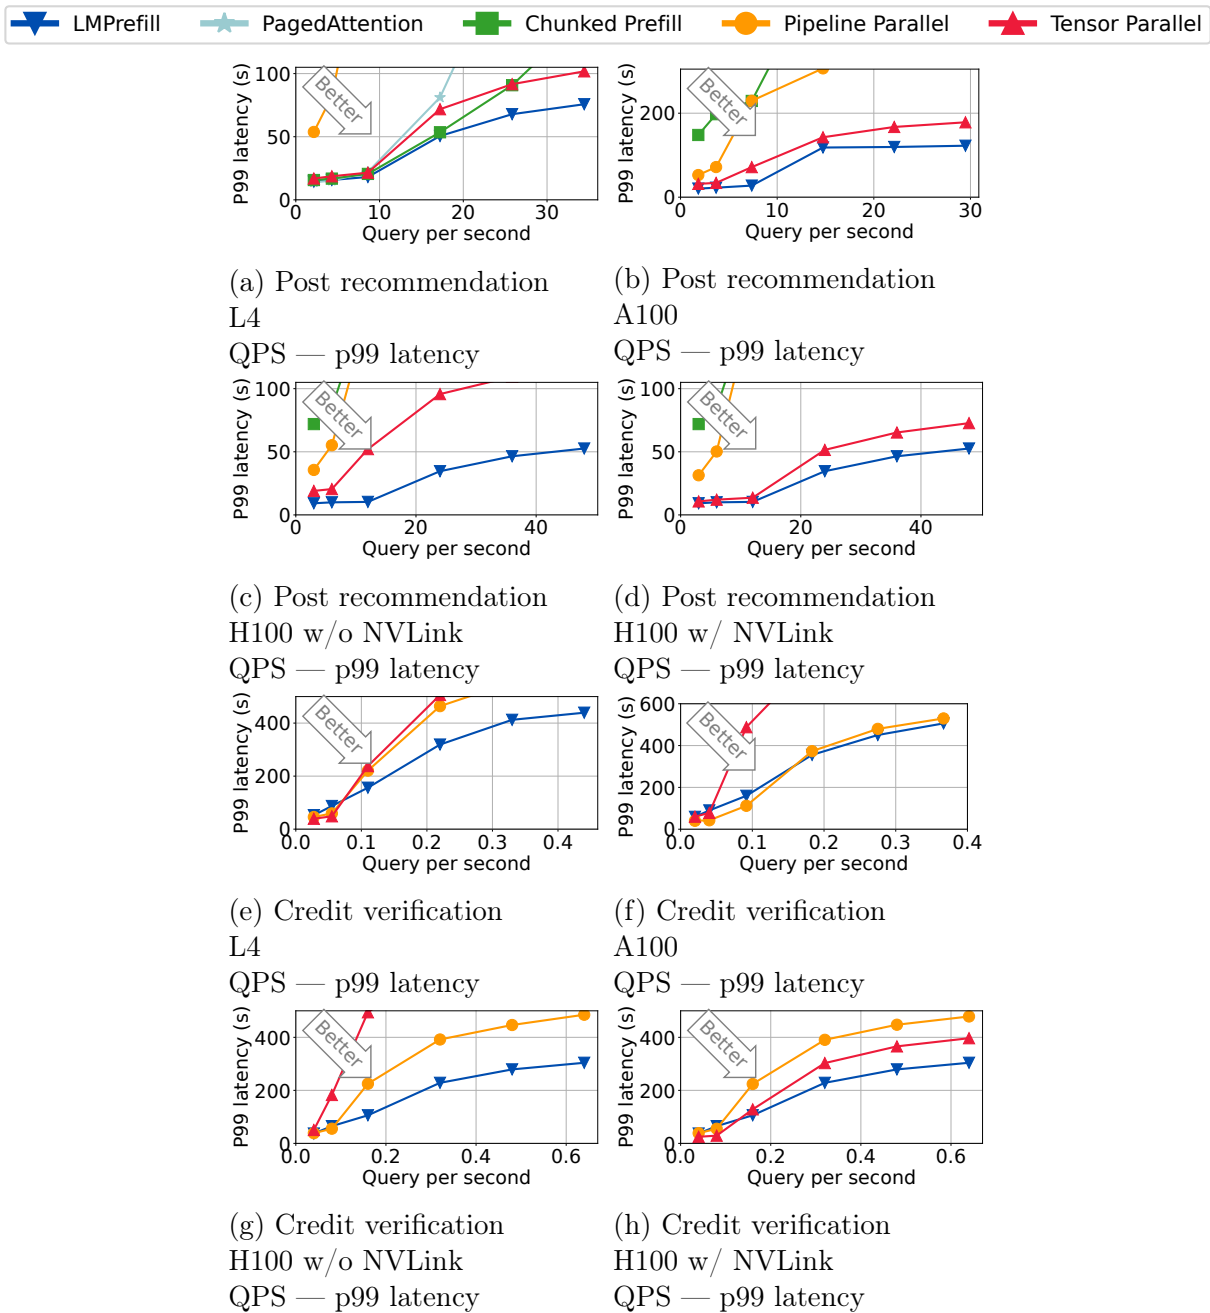 LMPrefill PagedAttention Chunked Prefill Pipeline Parallel Tensor Parallel
P99 latency (s)
100
50
0
Better
0 10 20 30
Query per second
(a) Post recommendation
L4
QPS — p99 latency
P99 latency (s)
200
0
Better
0 10 20 30
Query per second
(b) Post recommendation
A100
QPS — p99 latency
P99 latency (s)
100
50
0
Better
0 20 40
Query per second
(c) Post recommendation
H100 w/o NVLink
QPS — p99 latency
P99 latency (s)
100
50
0
Better
0 20 40
Query per second
(d) Post recommendation
H100 w/ NVLink
QPS — p99 latency
P99 latency (s)
400
200
0
Better
0.0 0.1 0.2 0.3 0.4
Query per second
(e) Credit verification
L4
QPS — p99 latency
P99 latency (s)
600
400
200
0
Better
0.0 0.1 0.2 0.3 0.4
Query per second
(f) Credit verification
A100
QPS — p99 latency
P99 latency (s)
400
200
0
Better
0.0 0.2 0.4 0.6
Query per second
(g) Credit verification
H100 w/o NVLink
QPS — p99 latency
P99 latency (s)
400
200
0
Better
0.0 0.2 0.4 0.6
Query per second
(h) Credit verification
H100 w/ NVLink
QPS — p99 latency